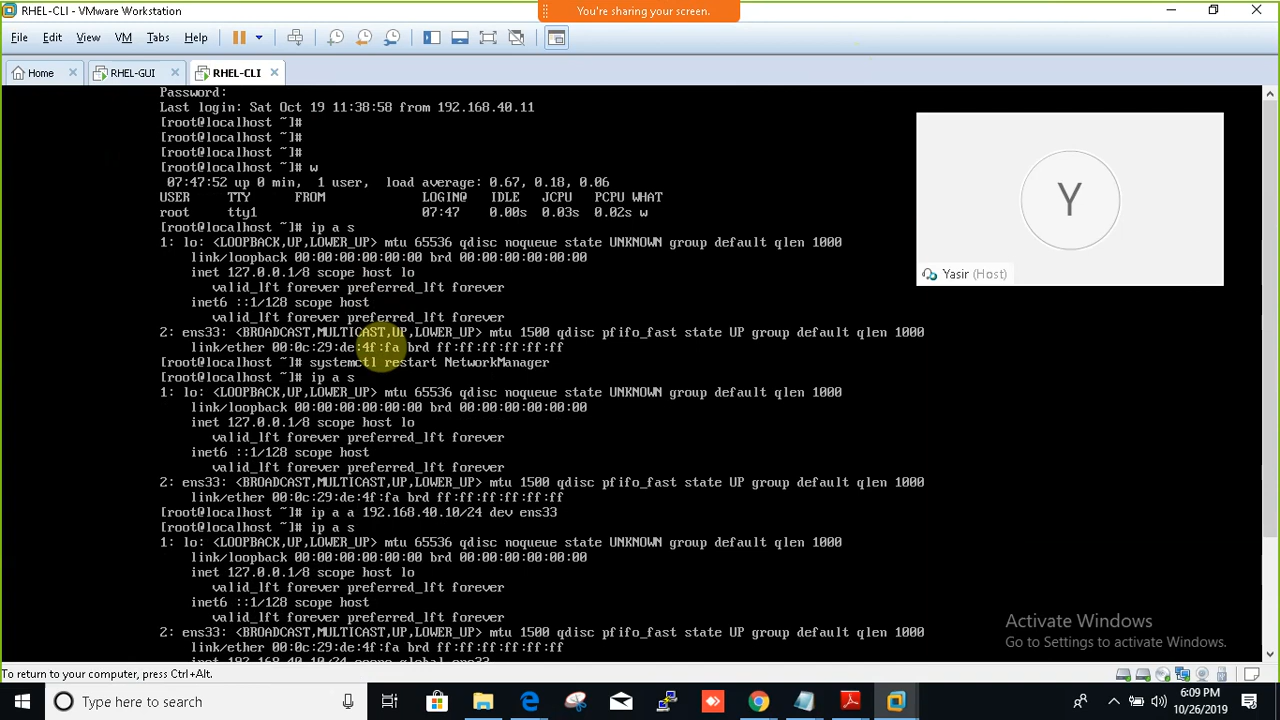 RHEL-CLI - VMware Workstation
You're sharing your screen.
File Edit View VM Tabs Help
Home RHEL-GUI RHEL-CLI
Password:
Last login: Sat Oct 19 11:38:58 from 192.168.40.11
[root@localhost ~]#
[root@localhost ~]#
[root@localhost ~]#
[root@localhost ~]# w
07:47:52 up 0 min, 1 user, load average: 0.67, 0.18, 0.06
USER TTY FROM LOGIN@ IDLE JCPU PCPU WHAT
root tty1 07:47 0.00s 0.03s 0.02s w
[root@localhost ~]# ip a s
1: lo: <LOOPBACK,UP,LOWER_UP> mtu 65536 qdisc noqueue state UNKNOWN group default qlen 1000
link/loopback 00:00:00:00:00:00 brd 00:00:00:00:00:00
inet 127.0.0.1/8 scope host lo
valid_lft forever preferred_lft forever
inet6 ::1/128 scope host
valid_lft forever preferred_lft forever
2: ens33: <BROADCAST,MULTICAST,UP,LOWER_UP> mtu 1500 qdisc pfifo_fast state UP group default qlen 1000
link/ether 00:0c:29:de:4f:fa brd ff:ff:ff:ff:ff:ff
[root@localhost ~]# systemctl restart NetworkManager
[root@localhost ~]# ip a s
1: lo: <LOOPBACK,UP,LOWER_UP> mtu 65536 qdisc noqueue state UNKNOWN group default qlen 1000
link/loopback 00:00:00:00:00:00 brd 00:00:00:00:00:00
inet 127.0.0.1/8 scope host lo
valid_lft forever preferred_lft forever
inet6 ::1/128 scope host
valid_lft forever preferred_lft forever
2: ens33: <BROADCAST,MULTICAST,UP,LOWER_UP> mtu 1500 qdisc pfifo_fast state UP group default qlen 1000
link/ether 00:0c:29:de:4f:fa brd ff:ff:ff:ff:ff:ff
[root@localhost ~]# ip a a 192.168.40.10/24 dev ens33
[root@localhost ~]# ip a s
1: lo: <LOOPBACK,UP,LOWER_UP> mtu 65536 qdisc noqueue state UNKNOWN group default qlen 1000
link/loopback 00:00:00:00:00:00 brd 00:00:00:00:00:00
inet 127.0.0.1/8 scope host lo
valid_lft forever preferred_lft forever
inet6 ::1/128 scope host
valid_lft forever preferred_lft forever
2: ens33: <BROADCAST,MULTICAST,UP,LOWER_UP> mtu 1500 qdisc pfifo_fast state UP group default qlen 1000
link/ether 00:0c:29:de:4f:fa brd ff:ff:ff:ff:ff:ff
inet 192.168.40.10/24 scope global ens33
Y
Yasir (Host)
Activate Windows
Go to Settings to activate Windows.
To return to your computer, press Ctrl+Alt.
Type here to search
6:09 PM
10/26/2019